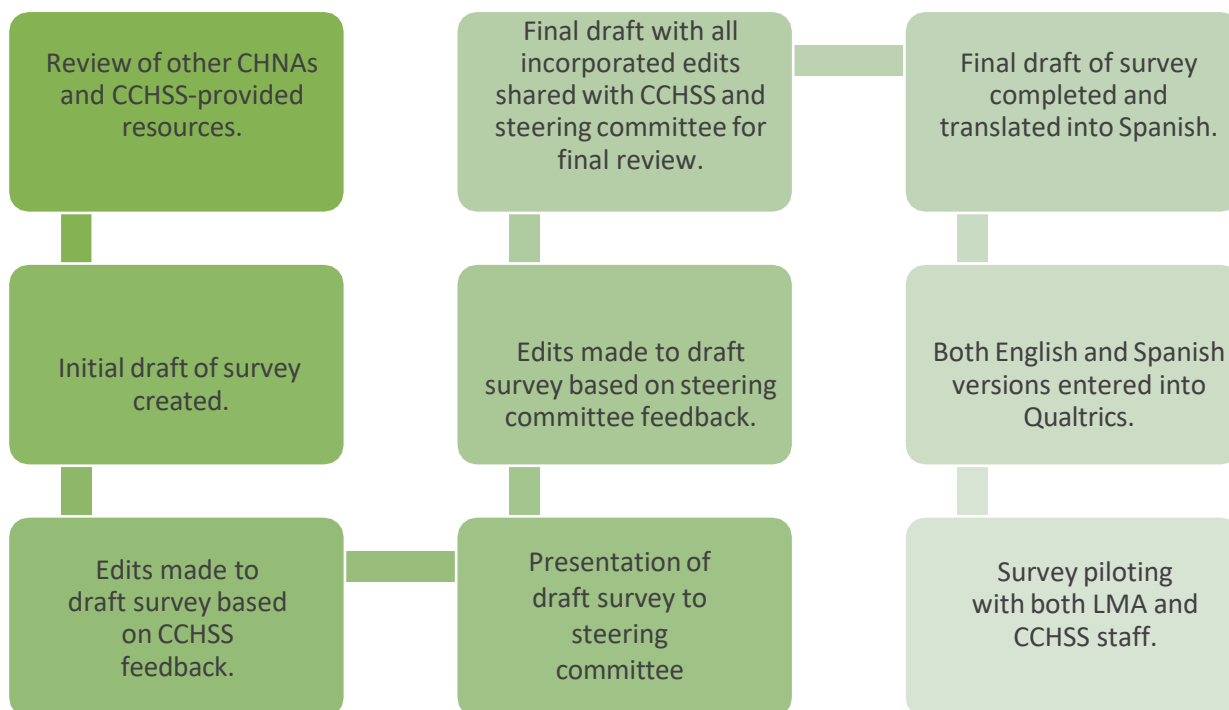 Review of other CHNAs
and CCHSS-provided
resources.
Initial draft of survey
created.
Edits made to
draft survey based
on CCHSS
feedback.
Presentation of
draft survey to
steering
committee
Edits made to draft
survey based on steering
committee feedback.
Final draft with all
incorporated edits
shared with CCHSS and
steering committee for
final review.
Final draft of survey
completed and
translated into Spanish.
Both English and Spanish
versions entered into
Qualtrics.
Survey piloting
with both LMA and
CCHSS staff.